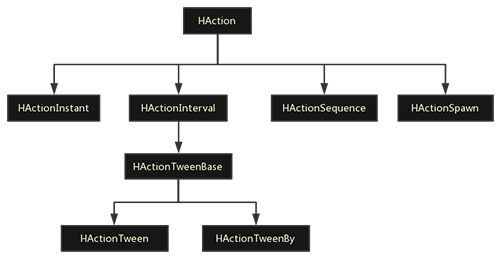 HAction
HActionInstant
HActionInterval
HActionSequence
HActionSpawn
HActionTweenBase
HActionTween
HActionTweenBy